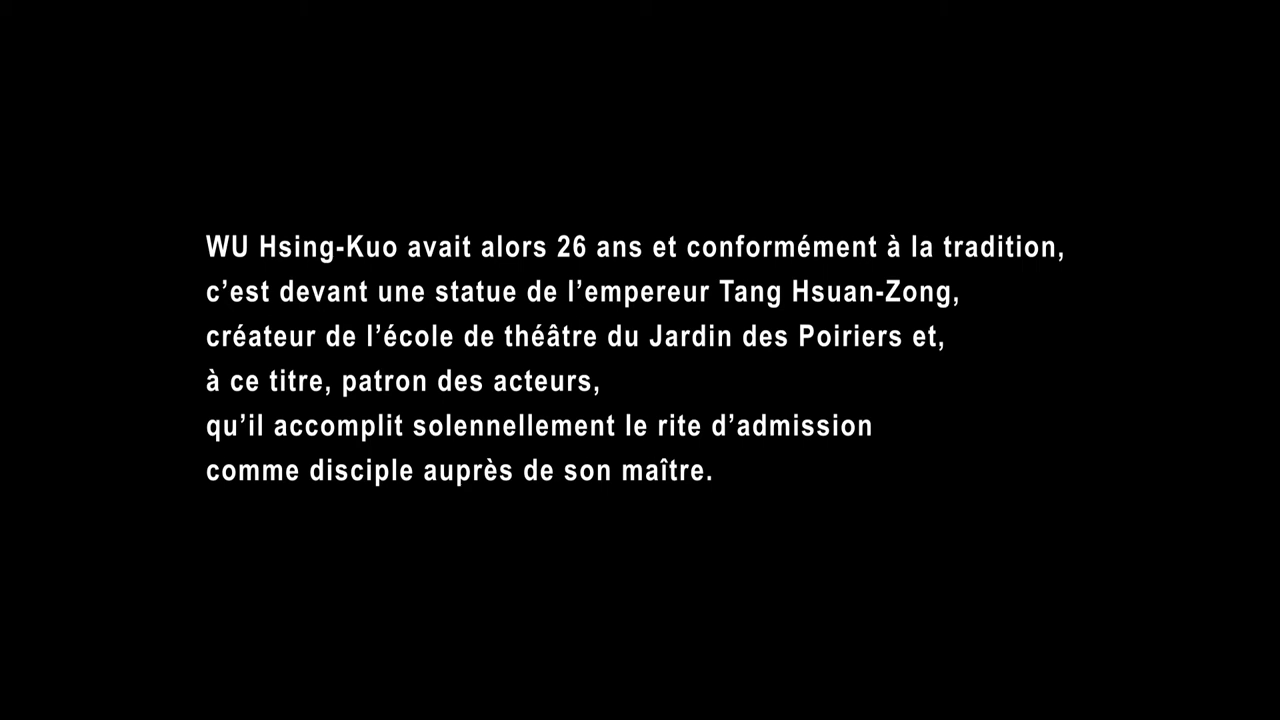 WU Hsing-Kuo avait alors 26 ans et conformément à la tradition,
c’est devant une statue de l’empereur Tang Hsuan-Zong,
créateur de l’école de théâtre du Jardin des Poiriers et,
à ce titre, patron des acteurs,
qu’il accomplit solennellement le rite d’admission
comme disciple auprès de son maître.